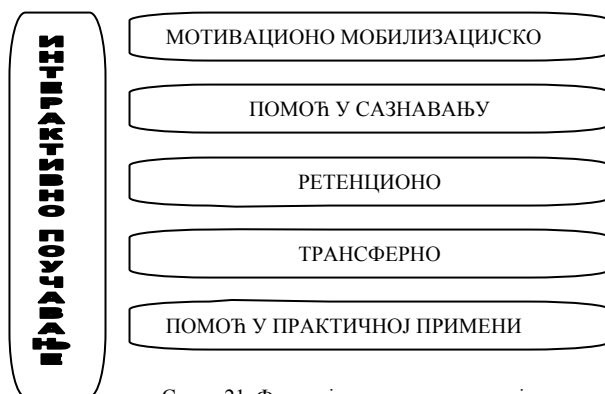 ИНТЕРАКТИВНО ПОУЧАВАЊЕ
МОТИВАЦИОНО МОБИЛИЗАЦИЈСКО
ПОМОЋ У САЗНАВАЊУ
РЕТЕНЦИОНО
ТРАНСФЕРНО
ПОМОЋ У ПРАКТИЧНОЈ ПРИМЕНИ